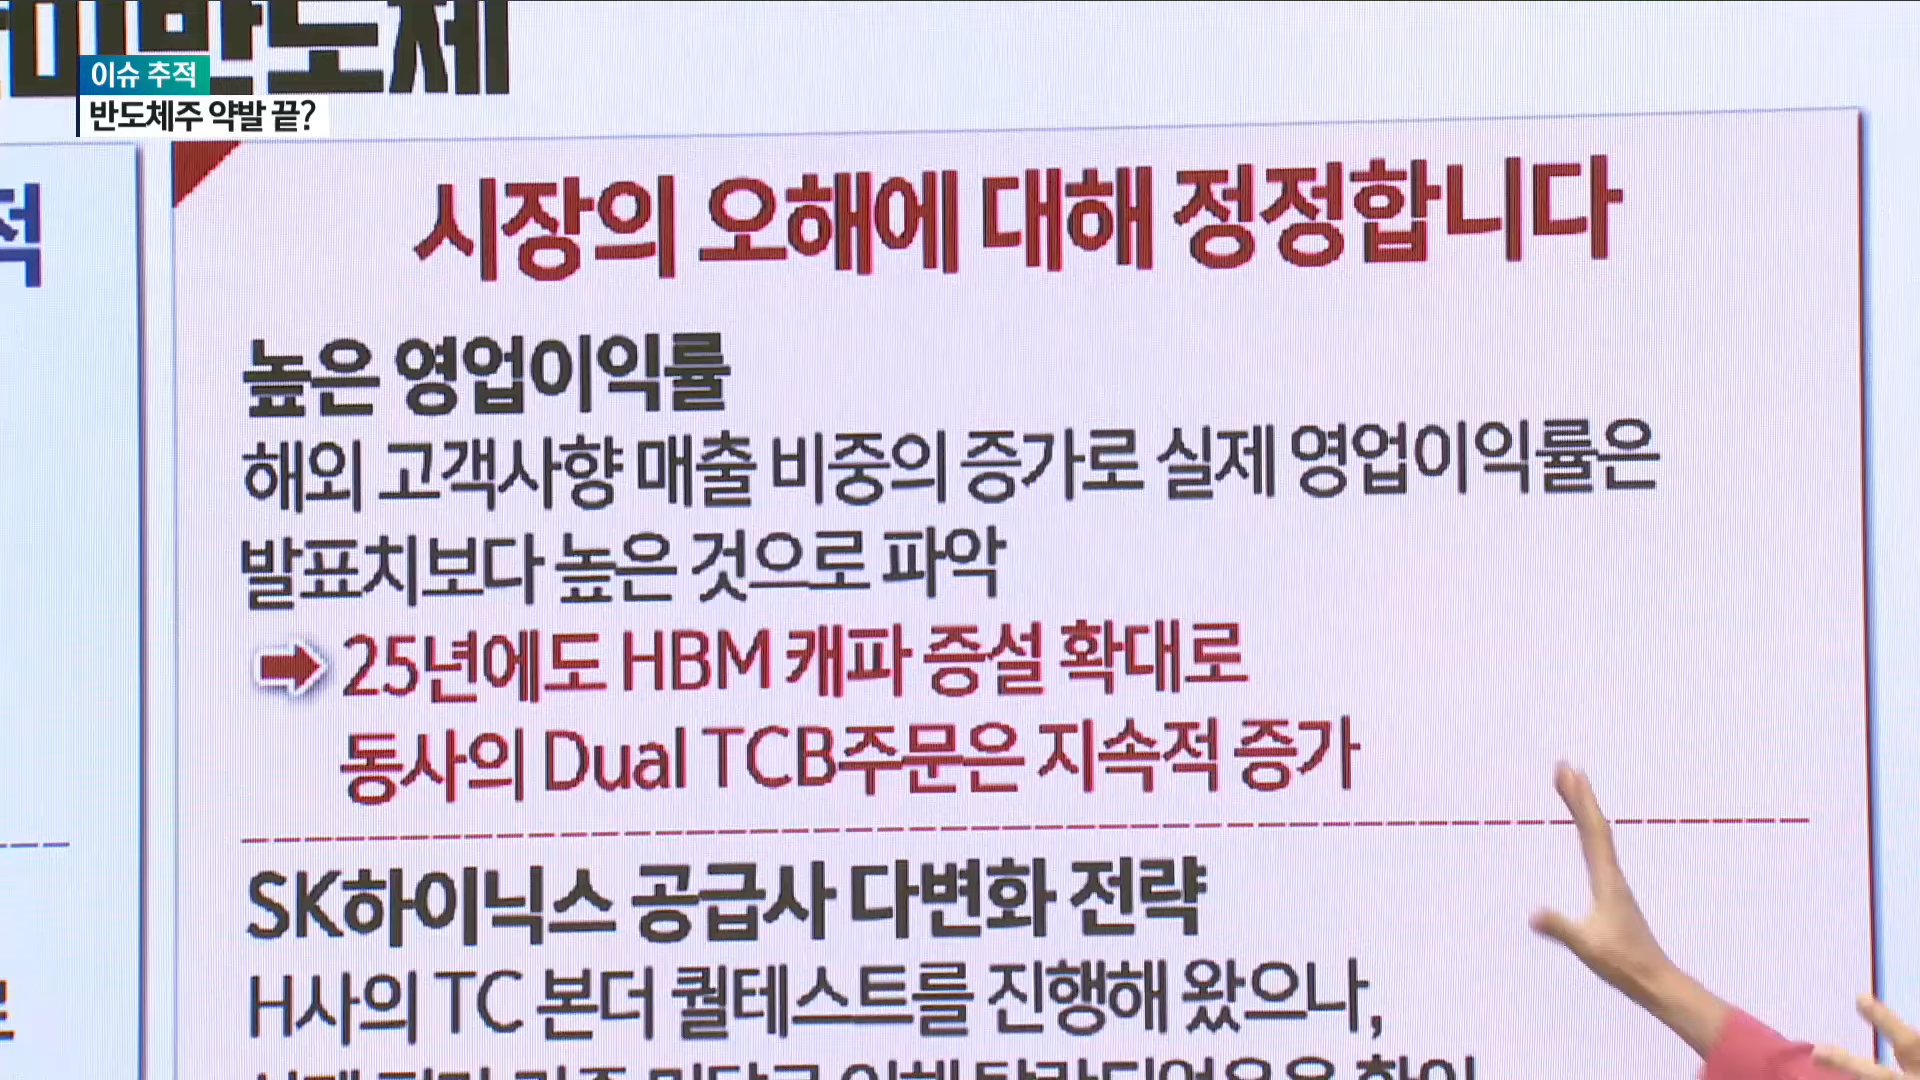 반도체
이슈 추적
반도체주 약발 끝?
적
시장의 오해에 대해 정정합니다
높은 영업이익률
해외 고객사향 매출 비중의 증가로 실제 영업이익률은
발표치보다 높은 것으로 파악
25년에도 HBM 캐파 증설 확대로
동사의 Dual TCB주문은 지속적 증가
SK하이닉스 공급사 다변화 전략
H사의 TC 본더 퀄테스트를 진행해 왔으나,